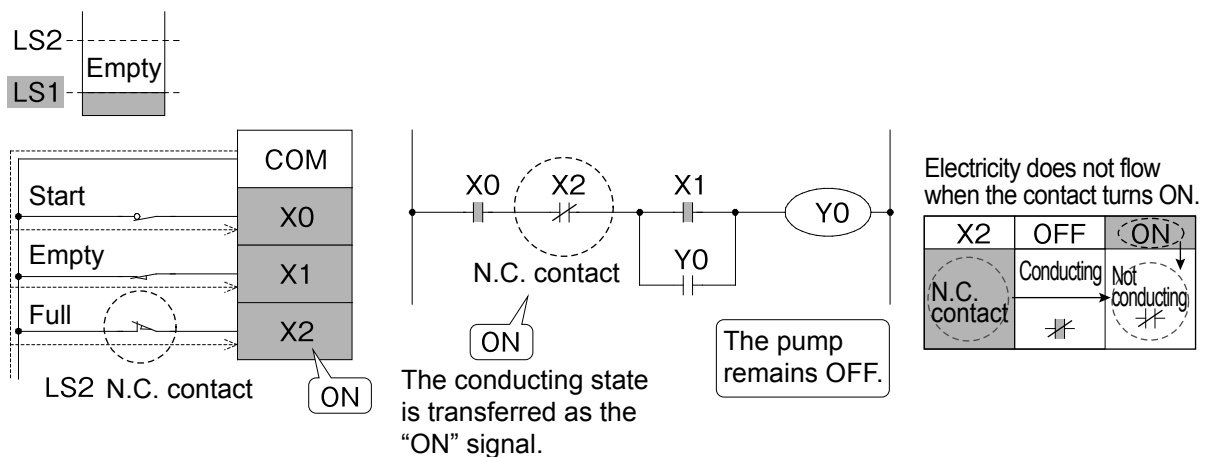 LS2
Empty
LS1
COM
Start
X0
Empty
X1
Full
X2
LS2 N.C. contact
ON
X0
X2
X1
Y0
Y0
N.C. contact
ON
The conducting state
is transferred as the
“ON” signal.
The pump
remains OFF.
Electricity does not flow
when the contact turns ON.
X2 OFF ON
N.C.
contact
Conducting
Not
conducting